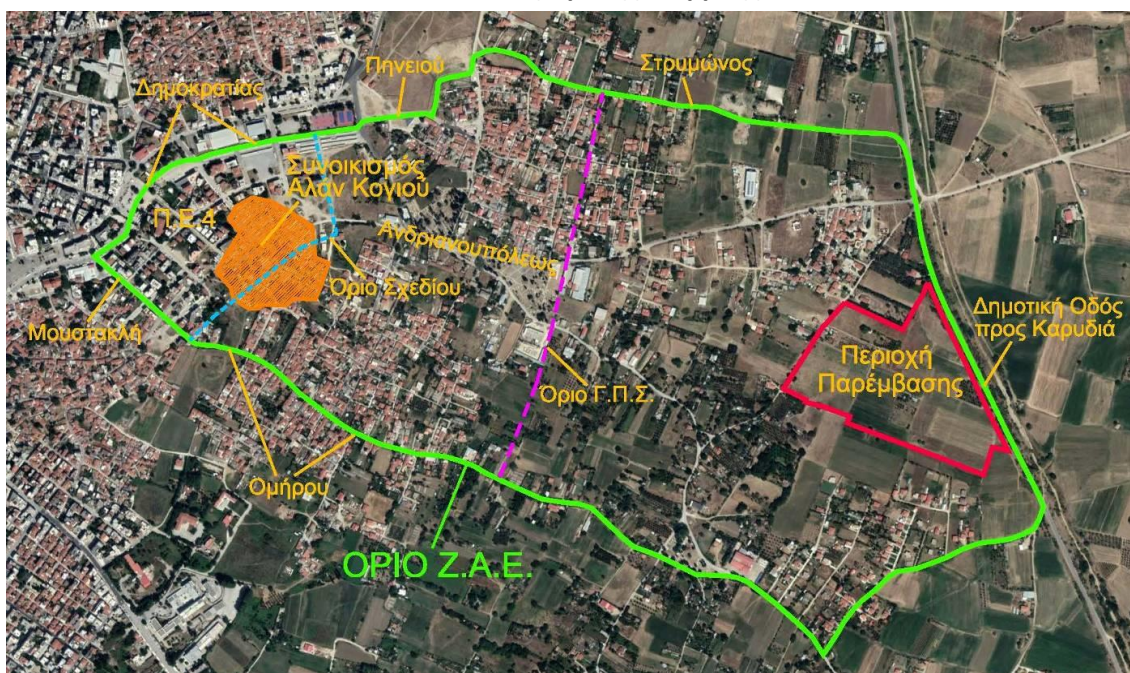 Πηνειού
Στρυμώνος
Δημοκρατίας
Συνοικισμός
Αλάν Κογιού
Π.Ε.4
Ανδριανουπόλεως
Όριο Σχεδίου
Μουστακλή
Δημοτική Οδός
προς Καρυδιά
Περιοχή
Παρέμβασης
Όριο Γ.Π.Σ.
Ομήρου
ΟΡΙΟ Ζ.Α.Ε.